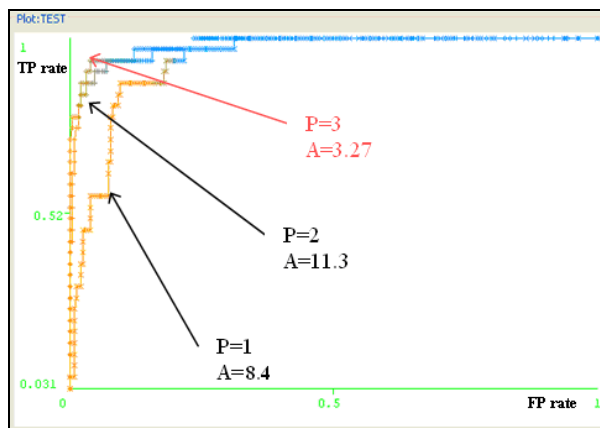 Plot:TEST
1
TP rate
P=3
A=3.27
0.52
P=2
A=11.3
P=1
A=8.4
0.031
0
0.5
FP rate
1